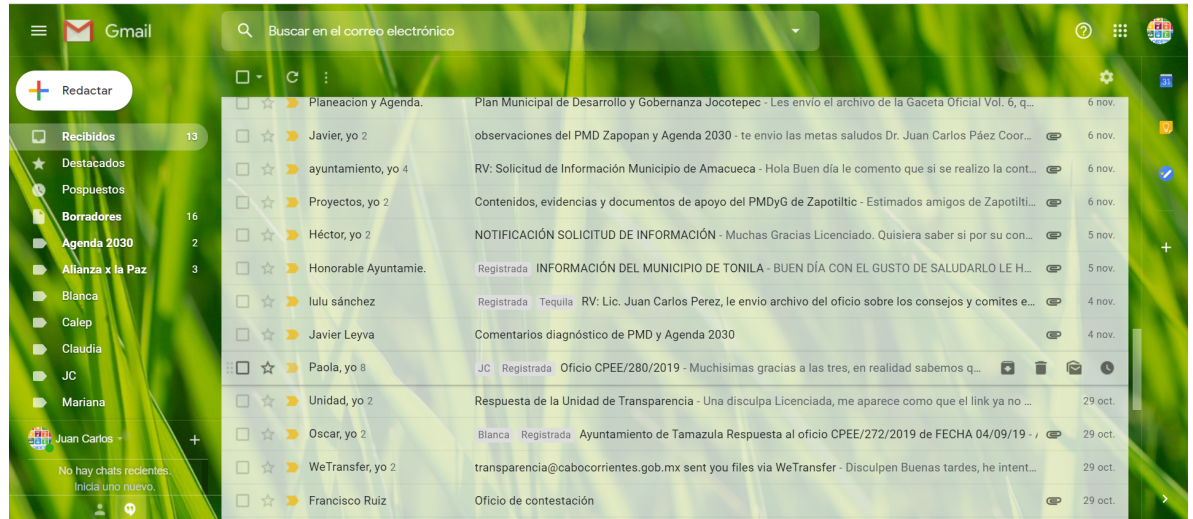 Gmail
Buscar en el correo electrónico
Redactar
31
Recibidos 13
Destacados
Pospuestos
Borradores 16
Agenda 2030 2
Alianza x la Paz 3
Blanca
Calep
Claudia
JC
Mariana
Juan Carlos
No hay chats recientes.
Inicia uno nuevo.
Planeacion y Agenda. Plan Municipal de Desarrollo y Gobernanza Jocotepec - Les envío el archivo de la Gaceta Oficial Vol. 6, q... 6 nov.
Javier, yo 2 observaciones del PMD Zapopan y Agenda 2030 - te envio las metas saludos Dr. Juan Carlos Páez Coor... 6 nov.
ayuntamiento, yo 4 RV: Solicitud de Información Municipio de Amacueca - Hola Buen día le comento que si se realizo la cont... 6 nov.
Proyectos, yo 2 Contenidos, evidencias y documentos de apoyo del PMDyG de Zapotiltic - Estimados amigos de Zapotilti... 6 nov.
Héctor, yo 2 NOTIFICACIÓN SOLICITUD DE INFORMACIÓN - Muchas Gracias Licenciado. Quisiera saber si por su con... 5 nov.
Honorable Ayuntamie. Registrada INFORMACIÓN DEL MUNICIPIO DE TONILA - BUEN DÍA CON EL GUSTO DE SALUDARLO LE H... 5 nov.
lulu sánchez Registrada Tequila RV: Lic. Juan Carlos Perez, le envio archivo del oficio sobre los consejos y comites e... 4 nov.
Javier Leyva Comentarios diagnóstico de PMD y Agenda 2030 4 nov.
Paola, yo 8 JC Registrada Oficio CPEE/280/2019 - Muchisimas gracias a las tres, en realidad sabemos q...
Unidad, yo 2 Respuesta de la Unidad de Transparencia - Una disculpa Licenciada, me aparece como que el link ya no ... 29 oct.
Oscar, yo 2 Blanca Registrada Ayuntamiento de Tamazula Respuesta al oficio CPEE/272/2019 de FECHA 04/09/19 - 29 oct.
WeTransfer, yo 2 transparencia@cabocorrientes.gob.mx sent you files via WeTransfer - Disculpen Buenas tardes, he intent... 29 oct.
Francisco Ruiz Oficio de contestación 29 oct.